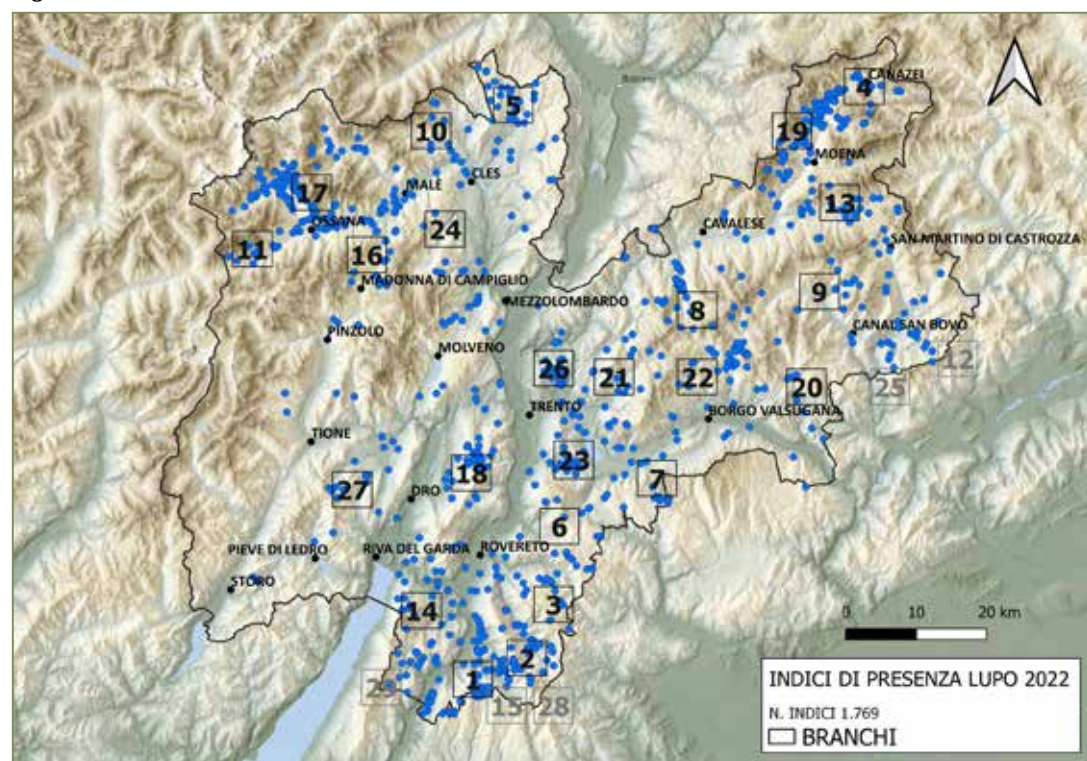 4
CANAZEI
5
10
19
MOENA
CLES
17
MALÈ
13
OSSANA
24
CAVALESE
SAN MARTINO DI CASTROZZA
11
16
MADONNA DI CAMPIGLIO
9
MEZZOLOMBARDO
8
PINZOLO
CANAL SAN BOVO
MOLVENO
12
26
21
22
20
25
TRENTO
BORGO VALSUGANA
TIONE
23
18
7
27
DRO
6
PIEVE DI LEDRO
RIVA DEL GARDA
ROVERETO
STORO
14
3
0 10 20 km
2
1
15
28
INDICI DI PRESENZA LUPO 2022
N. INDICI 1.769
BRANCHI